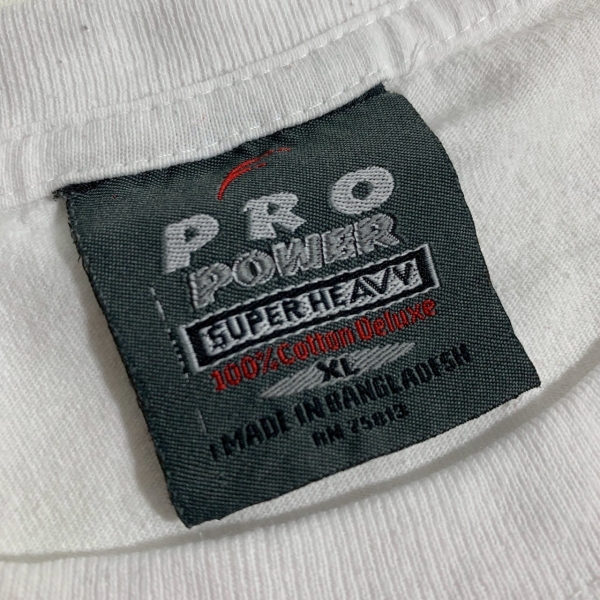 PRO
POWER
SUPER HEAVY
100% Cotton Deluxe
XL
MADE IN BANGLADESH
RN 75813